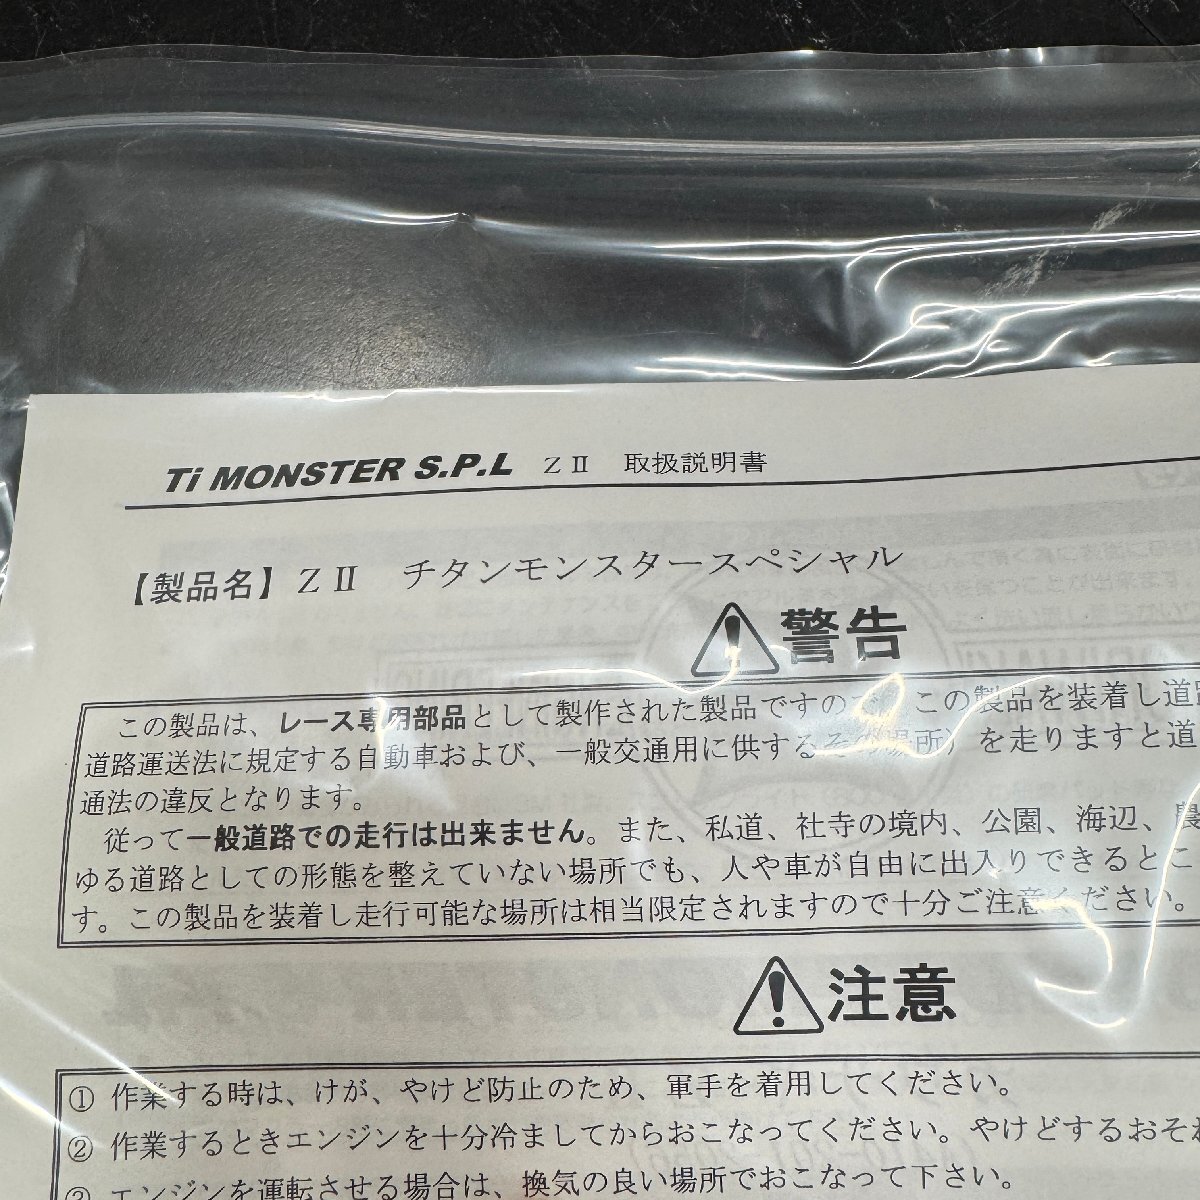 Ti MONSTER S.P.L ZⅡ 取扱説明書
【製品名】ZⅡ チタンモンスタースペシャル
警告
この製品は、レース専用部品として製作された製品ですので、この製品を装着し道路
道路運送法に規定する自動車および、一般交通用に供するその他場所）を走りますと道
通法の違反となります。
従って一般道路での走行は出来ません。また、私道、社寺の境内、公園、海辺、農
ゆる道路としての形態を整えていない場所でも、人や車が自由に出入りできるとこ
す。この製品を装着し走行可能な場所は相当限定されますので十分ご注意ください。
注意
① 作業する時は、けが、やけど防止のため、軍手を着用してください。
② 作業するときエンジンを十分冷ましてからおこなってください。やけどするおそれ
③ エンジンを運転させる場合は、換気の良い場所でおこなって下さい。